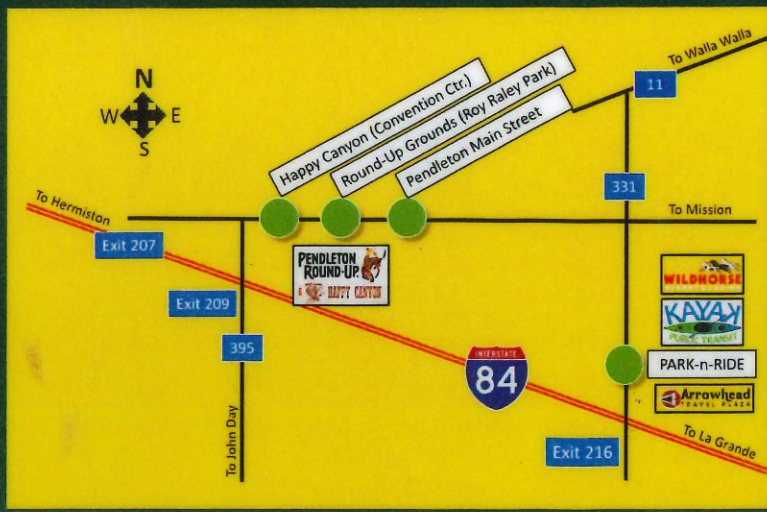 N
W E
S
Happy Canyon (Convention Ctr.)
Round-Up Grounds (Roy Raley Park)
Pendleton Main Street
To Walla Walla
11
331
To Hermiston
To Mission
Exit 207
PENDLETON
ROUND-UP
& HAPPY CANYON
WILDHORSE
Exit 209
KAYAK
PUBLIC TRANSIT
395
INTERSTATE
84
PARK-n-RIDE
Arrowhead
TRAVEL PLAZA
To John Day
Exit 216
To La Grande